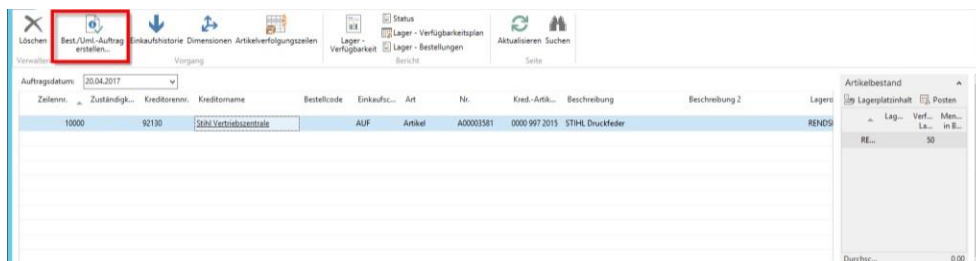 Löschen
Best./Uml.-Auftrag erstellen...
Einkaufshistorie
Dimensionen
Artikelverfolgungszeilen
Lager - Verfügbarkeit
Status
Lager - Verfügbarkeitsplan
Lager - Bestellungen
Aktualisieren
Suchen
Verwalten
Vorgang
Bericht
Seite
Auftragsdatum: 20.04.2017
Zeilennr. Zuständigk... Kreditorennr. Kreditorname Bestellcode Einkaufsc... Art Nr. Kred.-Artik... Beschreibung Beschreibung 2 Lagero
10000 92130 Stihl Vertriebszentrale AUF Artikel A00003581 0000 997 2015 STIHL Druckfeder RENDS
Artikelbestand
Lagerplatzinhalt Posten
Lag... Verf... La... Men... in B...
RE... 50
Durchsc... 0,00